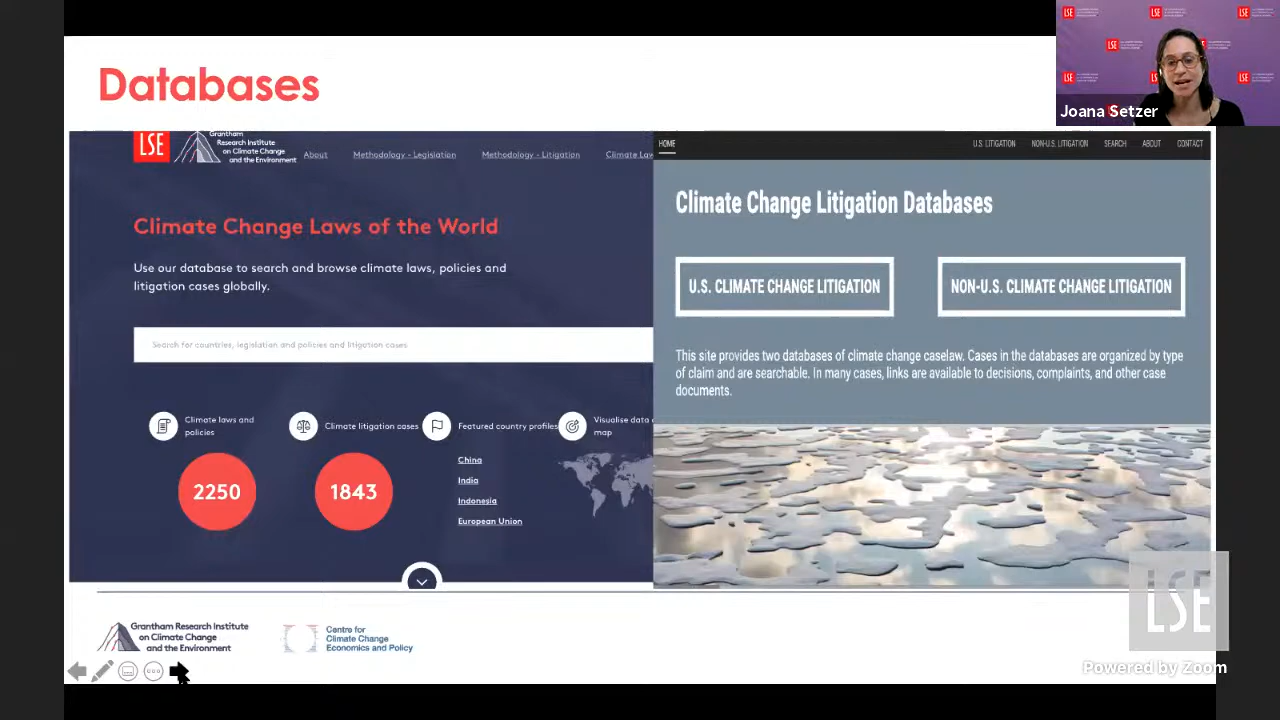 Databases
Joana Setzer
LSE
Grantham
Research Institute
on Climate Change
and the Environment
About
Methodology - Legislation
Methodology - Litigation
Climate Law
Climate Change Laws of the World
Use our database to search and browse climate laws, policies and
litigation cases globally.
Search for countries, legislation and policies and litigation cases
Climate laws and
policies
2250
Climate litigation cases
1843
Featured country profiles
China
India
Indonesia
European Union
Visualise data
map
HOME
U.S. LITIGATION
NON-U.S. LITIGATION
SEARCH
ABOUT
CONTACT
Climate Change Litigation Databases
U.S. CLIMATE CHANGE LITIGATION
NON-U.S. CLIMATE CHANGE LITIGATION
This site provides two databases of climate change caselaw. Cases in the databases are organized by type
of claim and are searchable. In many cases, links are available to decisions, complaints, and other case
documents.
Grantham Research Institute
on Climate Change
and the Environment
Centre for
Climate Change
Economics and Policy
LSE
Powered by Zoom